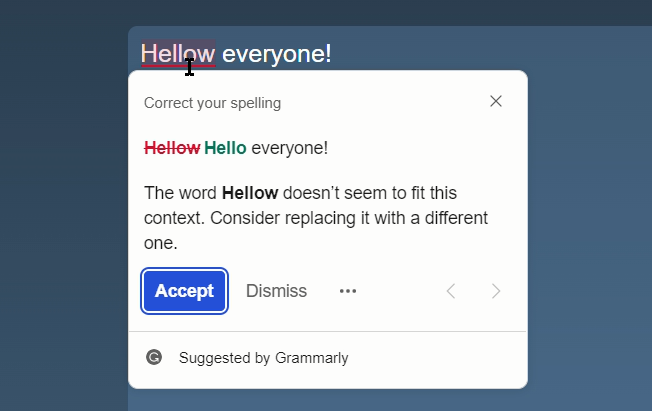 Hellow everyone!
Correct your spelling
Hellow Hello everyone!
The word Hellow doesn’t seem to fit this
context. Consider replacing it with a different
one.
Accept Dismiss
Suggested by Grammarly